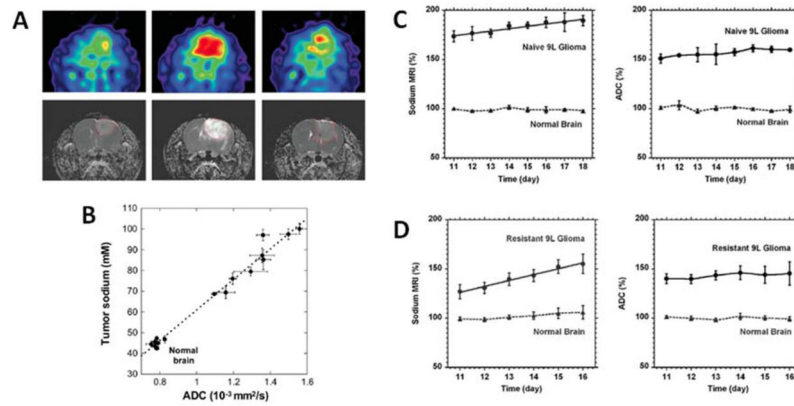 A
B
Tumor sodium (mM)
110
100
90
80
70
60
50
40
30
Normal
brain
0.8
1
1.2
1.4
1.6
ADC (10⁻³ mm²/s)
C
Sodium MRI (%)
200
150
100
50
Naive 9L Glioma
Normal Brain
11 12 13 14 15 16 17 18
Time (day)
ADC (%)
200
150
100
50
Naive 9L Glioma
Normal Brain
11 12 13 14 15 16 17 18
Time (day)
D
Sodium MRI (%)
200
150
100
50
Resistant 9L Glioma
Normal Brain
11 12 13 14 15 16
Time (day)
ADC (%)
200
150
100
50
Resistant 9L Glioma
Normal Brain
11 12 13 14 15 16
Time (day)